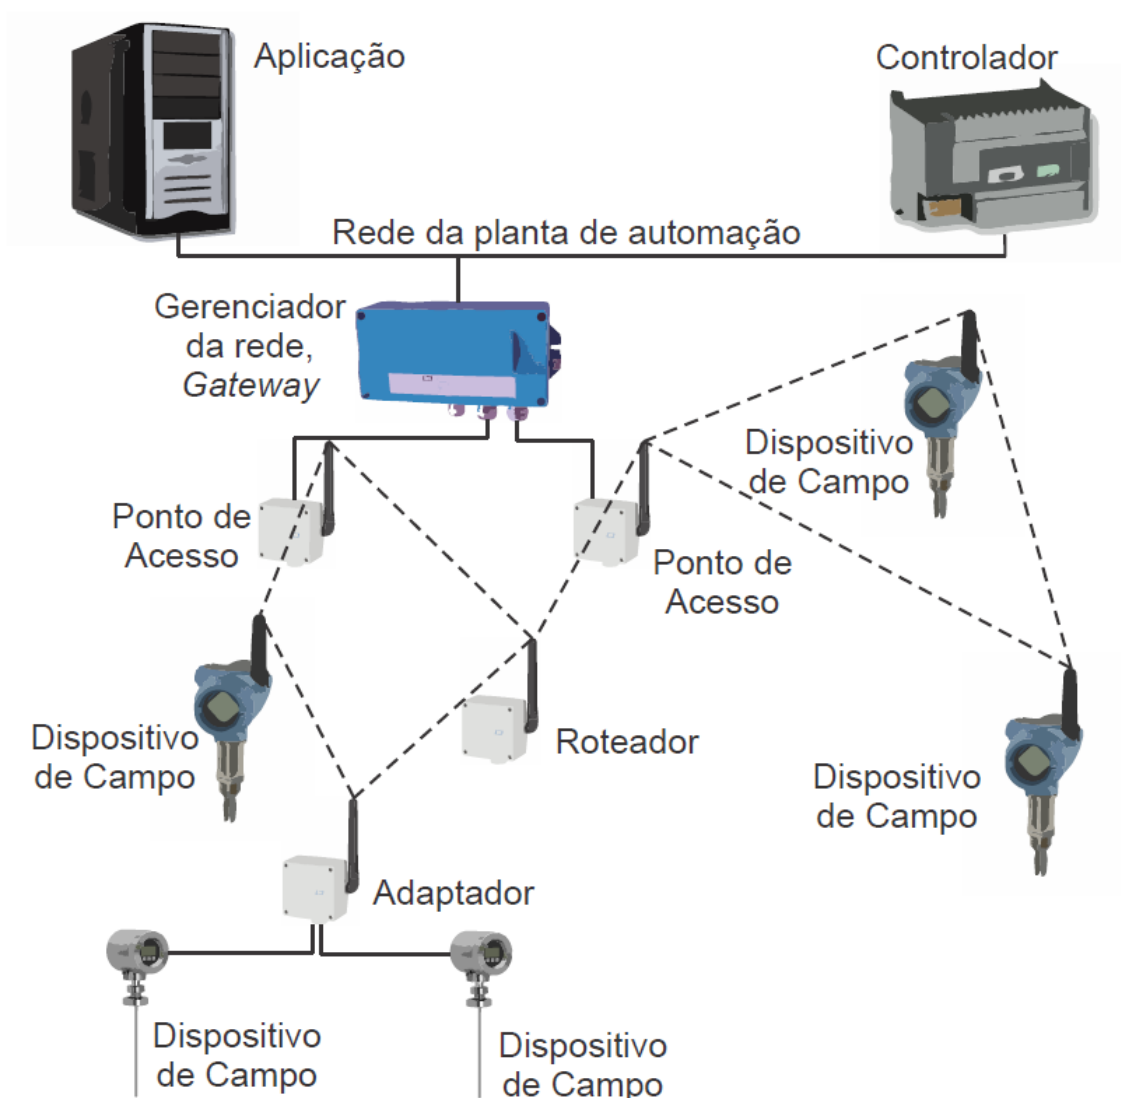 Aplicação
Controlador
Rede da planta de automação
Gerenciador
da rede,
Gateway
Dispositivo
de Campo
Ponto de
Acesso
Ponto de
Acesso
Dispositivo
de Campo
Roteador
Dispositivo
de Campo
Adaptador
Dispositivo
de Campo
Dispositivo
de Campo